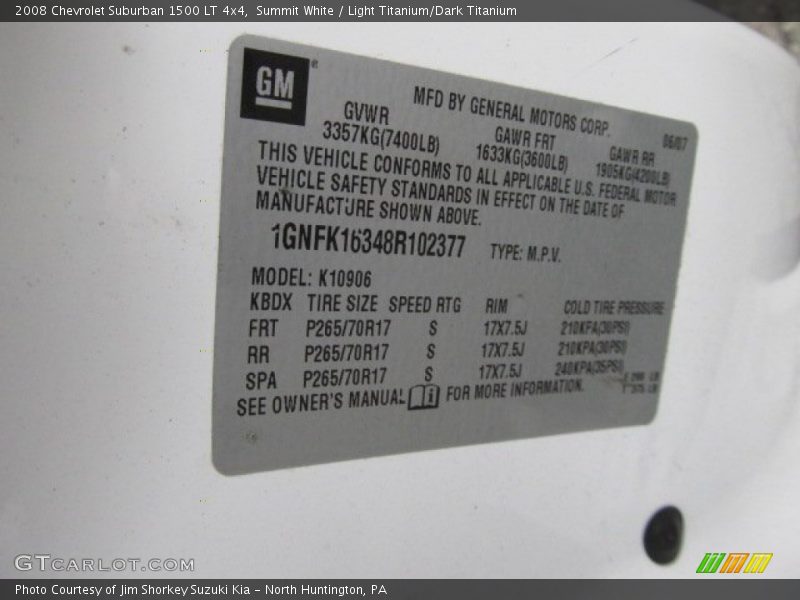 2008 Chevrolet Suburban 1500 LT 4x4,  Summit White / Light Titanium/Dark Titanium
GM ®
MFD BY GENERAL MOTORS CORP. 06/07
GVWR GAWR FRT GAWR RR
3357KG(7400LB) 1633KG(3600LB) 1905KG(4200LB)
THIS VEHICLE CONFORMS TO ALL APPLICABLE U.S. FEDERAL MOTOR
VEHICLE SAFETY STANDARDS IN EFFECT ON THE DATE OF
MANUFACTURE SHOWN ABOVE.
1GNFK16348R102377 TYPE: M.P.V.
MODEL: K10906
KBDX TIRE SIZE SPEED RTG RIM COLD TIRE PRESSURE
FRT P265/70R17 S 17X7.5J 210KPA(30PSI)
RR P265/70R17 S 17X7.5J 210KPA(30PSI)
SPA P265/70R17 S 17X7.5J 240KPA(35PSI)
SEE OWNER'S MANUAL i FOR MORE INFORMATION.
GTCARLOT.COM
Photo Courtesy of Jim Shorkey Suzuki Kia – North Huntington, PA